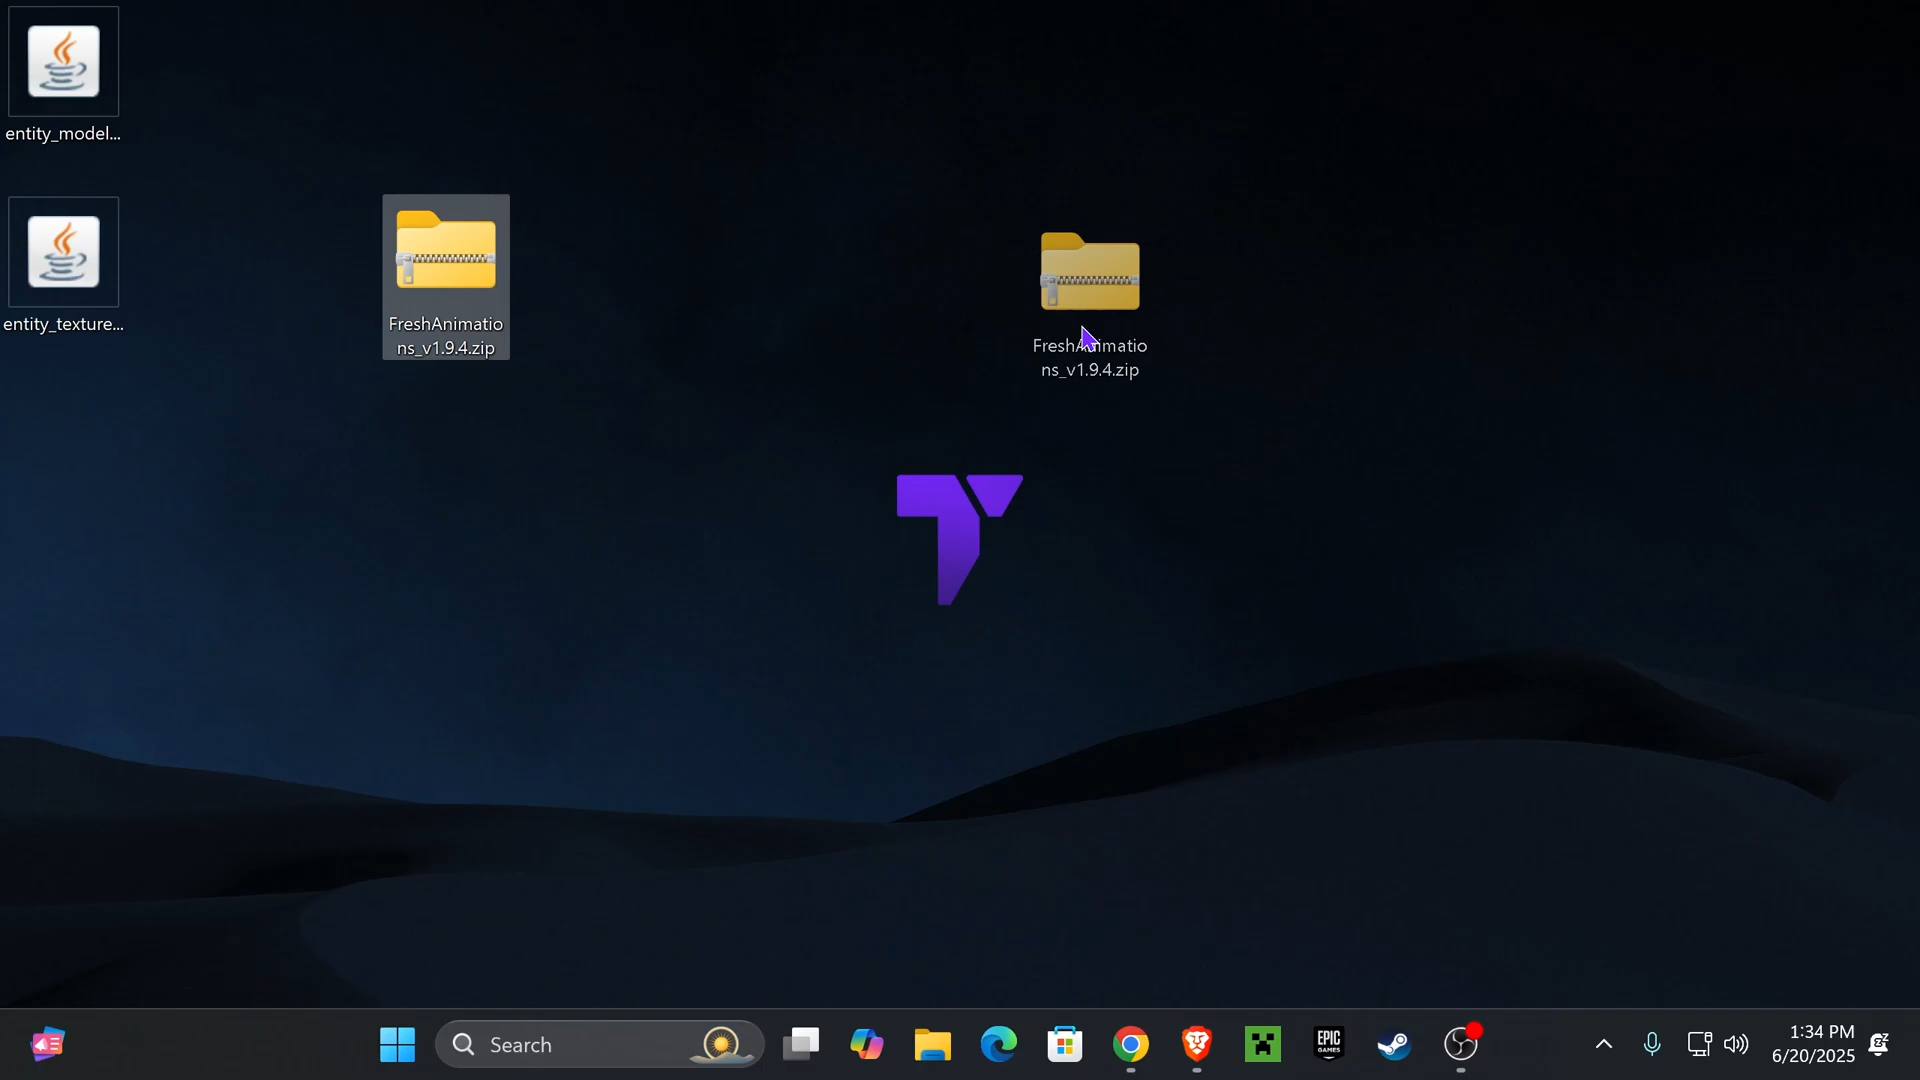 entity_model...
entity_texture...
FreshAnimatio
ns_v1.9.4.zip
FreshAnimatio
ns_v1.9.4.zip
Search
EPIC
GAMES
1:34 PM
6/20/2025